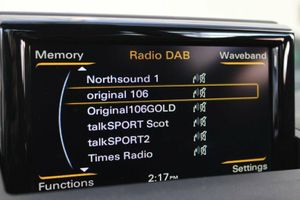 Memory
Radio DAB
Waveband
Northsound 1
original 106
Original106GOLD
talkSPORT Scot
talkSPORT2
Times Radio
Functions
2:17PM
Settings